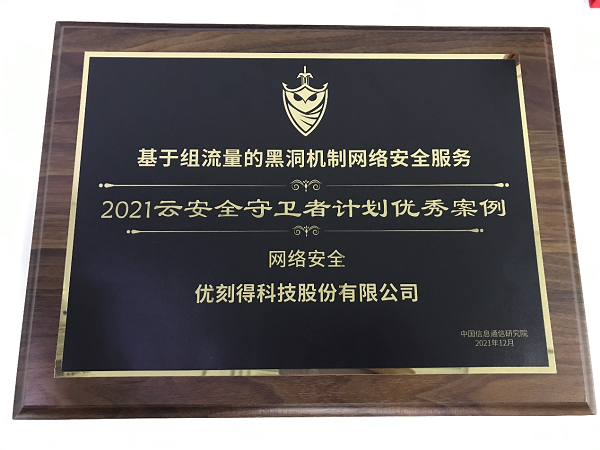 基于组流量的黑洞机制网络安全服务
2021云安全守卫者计划优秀案例
网络安全
优刻得科技股份有限公司
中国信息通信研究院
2021年12月